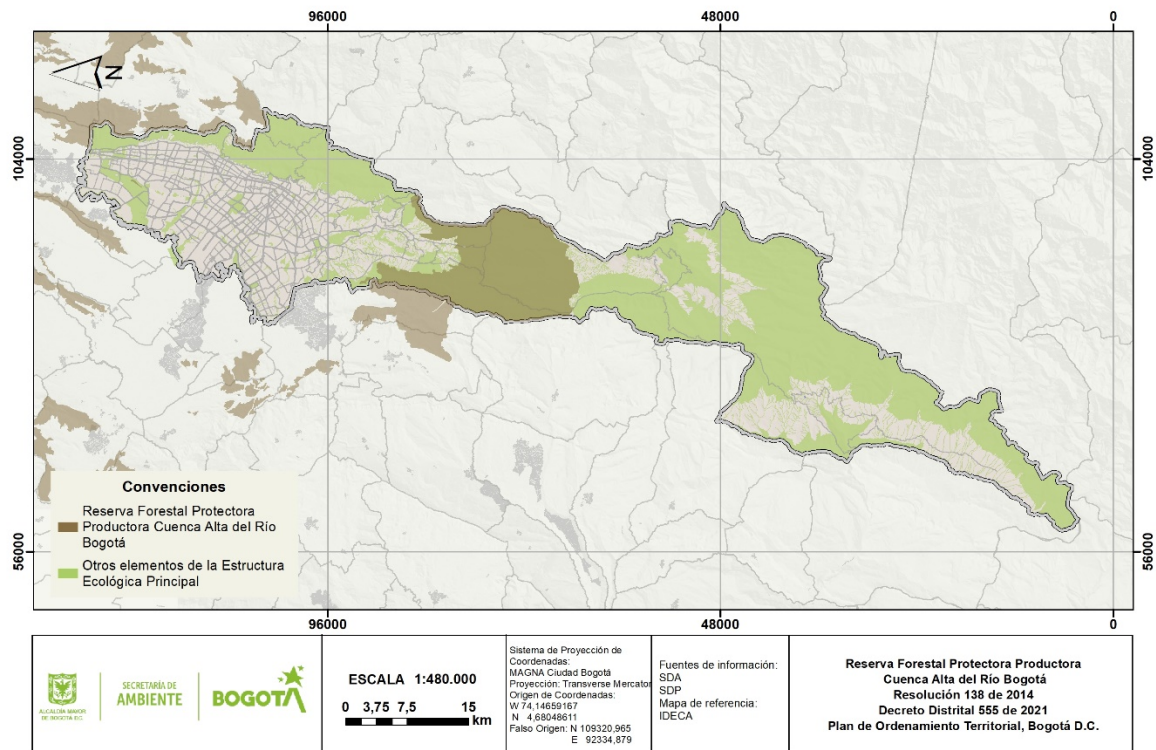 96000
48000
0
N
104000
104000
Convenciones
Reserva Forestal Protectora
Productora Cuenca Alta del Río
Bogotá
Otros elementos de la Estructura
Ecológica Principal
56000
56000
96000
48000
0
ALCALDÍA MAYOR
DE BOGOTÁ D.C.
SECRETARÍA DE
AMBIENTE
BOGOTÁ
ESCALA 1:480.000
0 3,75 7,5 15
km
Sistema de Proyección de
Coordenadas:
MAGNA Ciudad Bogotá
Proyección: Transverse Mercator
Origen de Coordenadas:
W 74,14659167
N 4,68048611
Falso Origen: N 109320,965
E 92334,879
Fuentes de información:
SDA
SDP
Mapa de referencia:
IDECA
Reserva Forestal Protectora Productora
Cuenca Alta del Río Bogotá
Resolución 138 de 2014
Decreto Distrital 555 de 2021
Plan de Ordenamiento Territorial, Bogotá D.C.